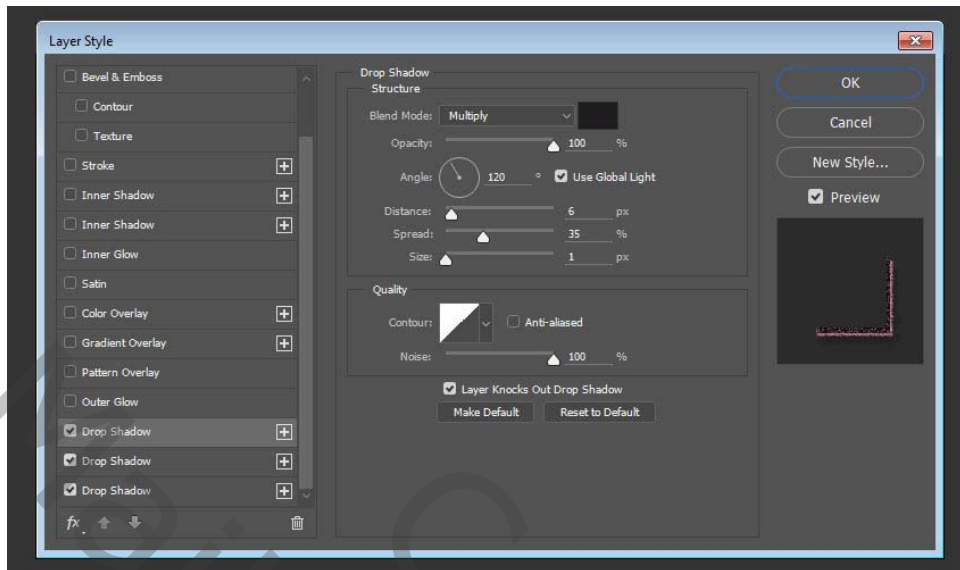 Layer Style
Bevel & Emboss
Contour
Texture
Stroke
Inner Shadow
Inner Shadow
Inner Glow
Satin
Color Overlay
Gradient Overlay
Pattern Overlay
Outer Glow
Drop Shadow
Drop Shadow
Drop Shadow
fx
Drop Shadow
Structure
Blend Mode: Multiply
Opacity: 100 %
Angle: 120 ° Use Global Light
Distance: 6 px
Spread: 35 %
Size: 1 px
Quality
Contour: Anti-aliased
Noise: 100 %
Layer Knocks Out Drop Shadow
Make Default Reset to Default
OK
Cancel
New Style...
Preview